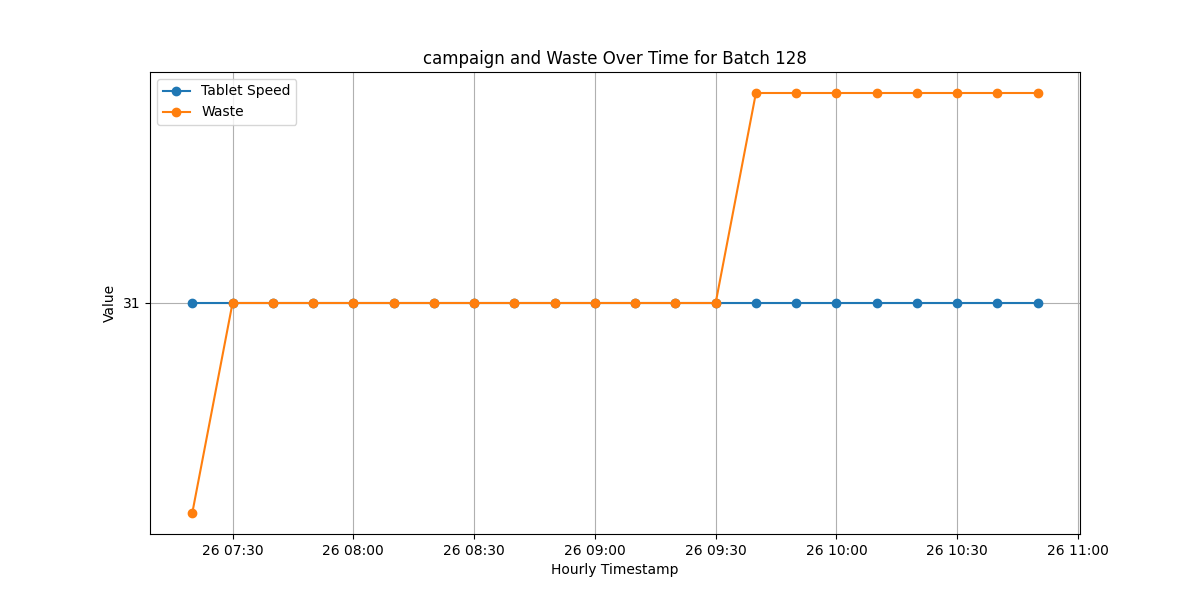 campaign and Waste Over Time for Batch 128
Tablet Speed
Waste
Value
31
26 07:30 26 08:00 26 08:30 26 09:00 26 09:30 26 10:00 26 10:30 26 11:00
Hourly Timestamp